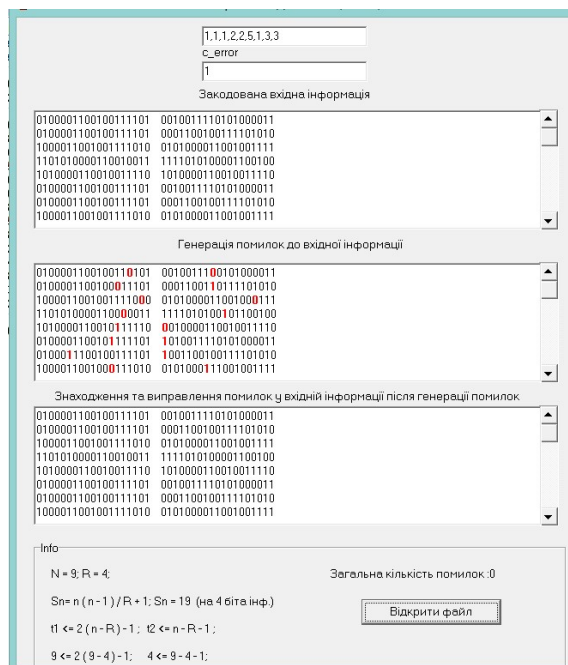 1,1,1,2,2,5,1,3,3
c_error
1
Закодована вхідна інформація
0100001100100111101 0010011110101000011
0100001100100111101 0001100100111101010
1000011001001111010 0101000011001001111
1101010000110010011 1111010100001100100
1010000110010011110 1010000110010011110
0100001100100111101 0010011110101000011
0100001100100111101 0001100100111101010
1000011001001111010 0101000011001001111
Генерація помилок до вхідної інформації
0100001100100110101 0010011100101000011
0100001100100011101 0001100110111101010
1000011001001111000 0101000011001000111
1101010000110000011 1111010100101100100
1010000110010111110 0010000110010011110
0100001100101111101 1010011110101000011
0100011100100111101 1001100100111101010
1000011001000111010 0101000111001001111
Знаходження та виправлення помилок у вхідній інформації після генерації помилок
0100001100100111101 0010011110101000011
0100001100100111101 0001100100111101010
1000011001001111010 0101000011001001111
1101010000110010011 1111010100001100100
1010000110010011110 1010000110010011110
0100001100100111101 0010011110101000011
0100001100100111101 0001100100111101010
1000011001001111010 0101000011001001111
Info
N = 9; R = 4;
Загальна кількість помилок :0
Sn= n ( n - 1 ) / R + 1; Sn = 19 (на 4 біта інф.)
Відкрити файл
t1 <= 2 ( n - R ) - 1 ; t2 <= n - R - 1 ;
9 <= 2 (9 - 4) - 1; 4 <= 9 - 4 - 1;